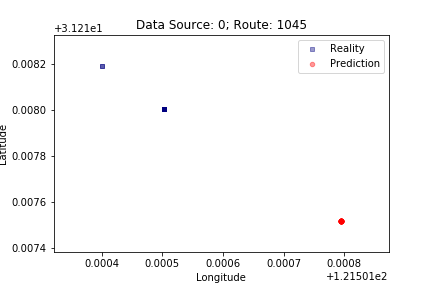 +3.121e1
Data Source: 0; Route: 1045
Reality
Prediction
0.0082
0.0080
0.0078
0.0076
0.0074
Latitude
0.0004 0.0005 0.0006 0.0007 0.0008
Longitude
+1.21501e2